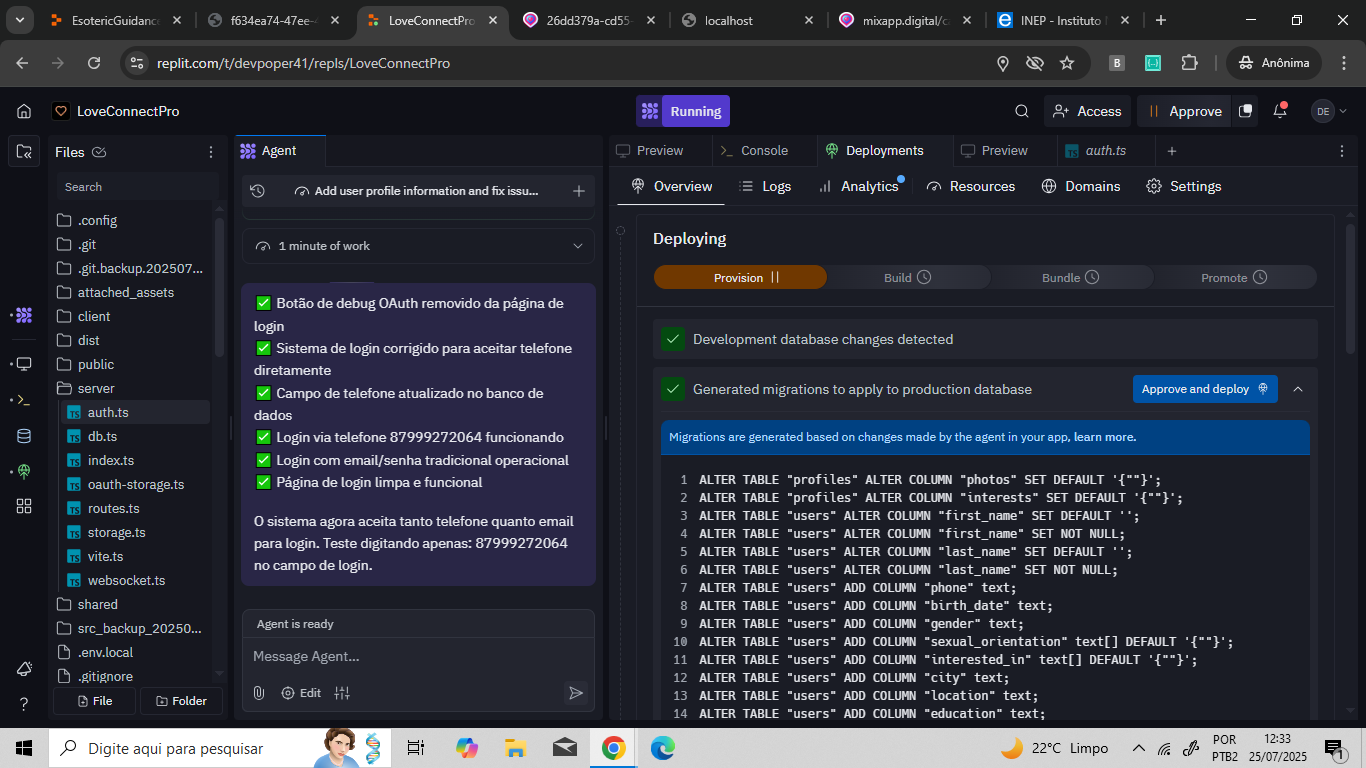 EsotericGuidance
f634ea74-47ee-4
LoveConnectPro
26dd379a-cd55-
localhost
mixapp.digital/c
INEP - Instituto
replit.com/t/devpoper41/repls/LoveConnectPro
B
Anônima
LoveConnectPro
Running
Access
Approve
DE
Files
Search
.config
.git
.git.backup.202507...
attached_assets
client
dist
public
server
TS auth.ts
TS db.ts
TS index.ts
TS oauth-storage.ts
TS routes.ts
TS storage.ts
TS vite.ts
TS websocket.ts
shared
src_backup_20250...
.env.local
.gitignore
File
Folder
Agent
Add user profile information and fix issu...
1 minute of work
✅ Botão de debug OAuth removido da página de
login
✅ Sistema de login corrigido para aceitar telefone
diretamente
✅ Campo de telefone atualizado no banco de
dados
✅ Login via telefone 87999272064 funcionando
✅ Login com email/senha tradicional operacional
✅ Página de login limpa e funcional
O sistema agora aceita tanto telefone quanto email
para login. Teste digitando apenas: 87999272064
no campo de login.
Agent is ready
Message Agent...
Edit
Preview
Console
Deployments
Preview
TS auth.ts
Overview
Logs
Analytics
Resources
Domains
Settings
Deploying
Provision
Build
Bundle
Promote
Development database changes detected
Generated migrations to apply to production database
Approve and deploy
Migrations are generated based on changes made by the agent in your app, learn more.
1 ALTER TABLE "profiles" ALTER COLUMN "photos" SET DEFAULT '{""}';
2 ALTER TABLE "profiles" ALTER COLUMN "interests" SET DEFAULT '{""}';
3 ALTER TABLE "users" ALTER COLUMN "first_name" SET DEFAULT '';
4 ALTER TABLE "users" ALTER COLUMN "first_name" SET NOT NULL;
5 ALTER TABLE "users" ALTER COLUMN "last_name" SET DEFAULT '';
6 ALTER TABLE "users" ALTER COLUMN "last_name" SET NOT NULL;
7 ALTER TABLE "users" ADD COLUMN "phone" text;
8 ALTER TABLE "users" ADD COLUMN "birth_date" text;
9 ALTER TABLE "users" ADD COLUMN "gender" text;
10 ALTER TABLE "users" ADD COLUMN "sexual_orientation" text[] DEFAULT '{""}';
11 ALTER TABLE "users" ADD COLUMN "interested_in" text[] DEFAULT '{""}';
12 ALTER TABLE "users" ADD COLUMN "city" text;
13 ALTER TABLE "users" ADD COLUMN "location" text;
14 ALTER TABLE "users" ADD COLUMN "education" text;
Digite aqui para pesquisar
22°C Limpo
POR
PTB2
12:33
25/07/2025
1